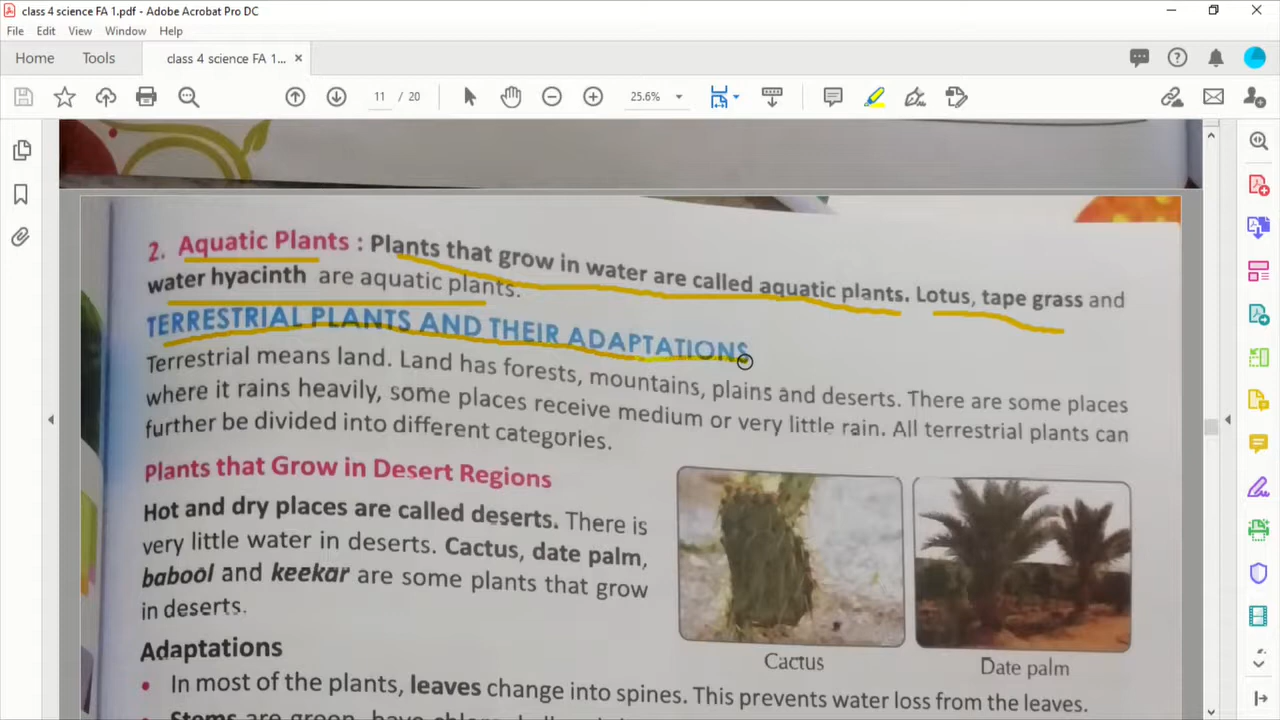 class 4 science FA 1.pdf - Adobe Acrobat Pro DC
File Edit View Window Help
Home Tools class 4 science FA 1... ×
11 / 20 25.6%
2. Aquatic Plants : Plants that grow in water are called aquatic plants. Lotus, tape grass and
water hyacinth are aquatic plants.
TERRESTRIAL PLANTS AND THEIR ADAPTATIONS
Terrestrial means land. Land has forests, mountains, plains and deserts. There are some places
where it rains heavily, some places receive medium or very little rain. All terrestrial plants can
further be divided into different categories.
Plants that Grow in Desert Regions
Hot and dry places are called deserts. There is
very little water in deserts. Cactus, date palm,
babool and keekar are some plants that grow
in deserts.
Cactus
Date palm
Adaptations
• In most of the plants, leaves change into spines. This prevents water loss from the leaves.
• Stems are green, have